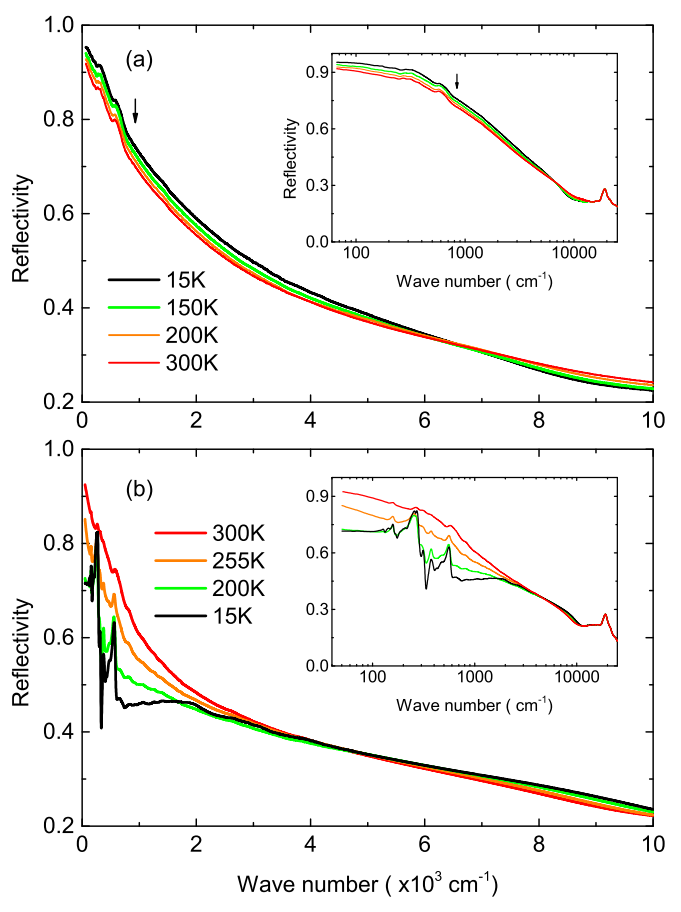 1.0
0.8
0.6
0.4
0.2
Reflectivity
(a)
15K
150K
200K
300K
0 2 4 6 8 10
0.9
0.6
0.3
0.0
Reflectivity
100 1000 10000
Wave number ( cm⁻¹)
1.0
0.8
0.6
0.4
0.2
Reflectivity
(b)
300K
255K
200K
15K
0.9
0.6
0.3
0.0
100 1000 10000
Wave number ( cm⁻¹)
0 2 4 6 8 10
Wave number ( x10³ cm⁻¹)